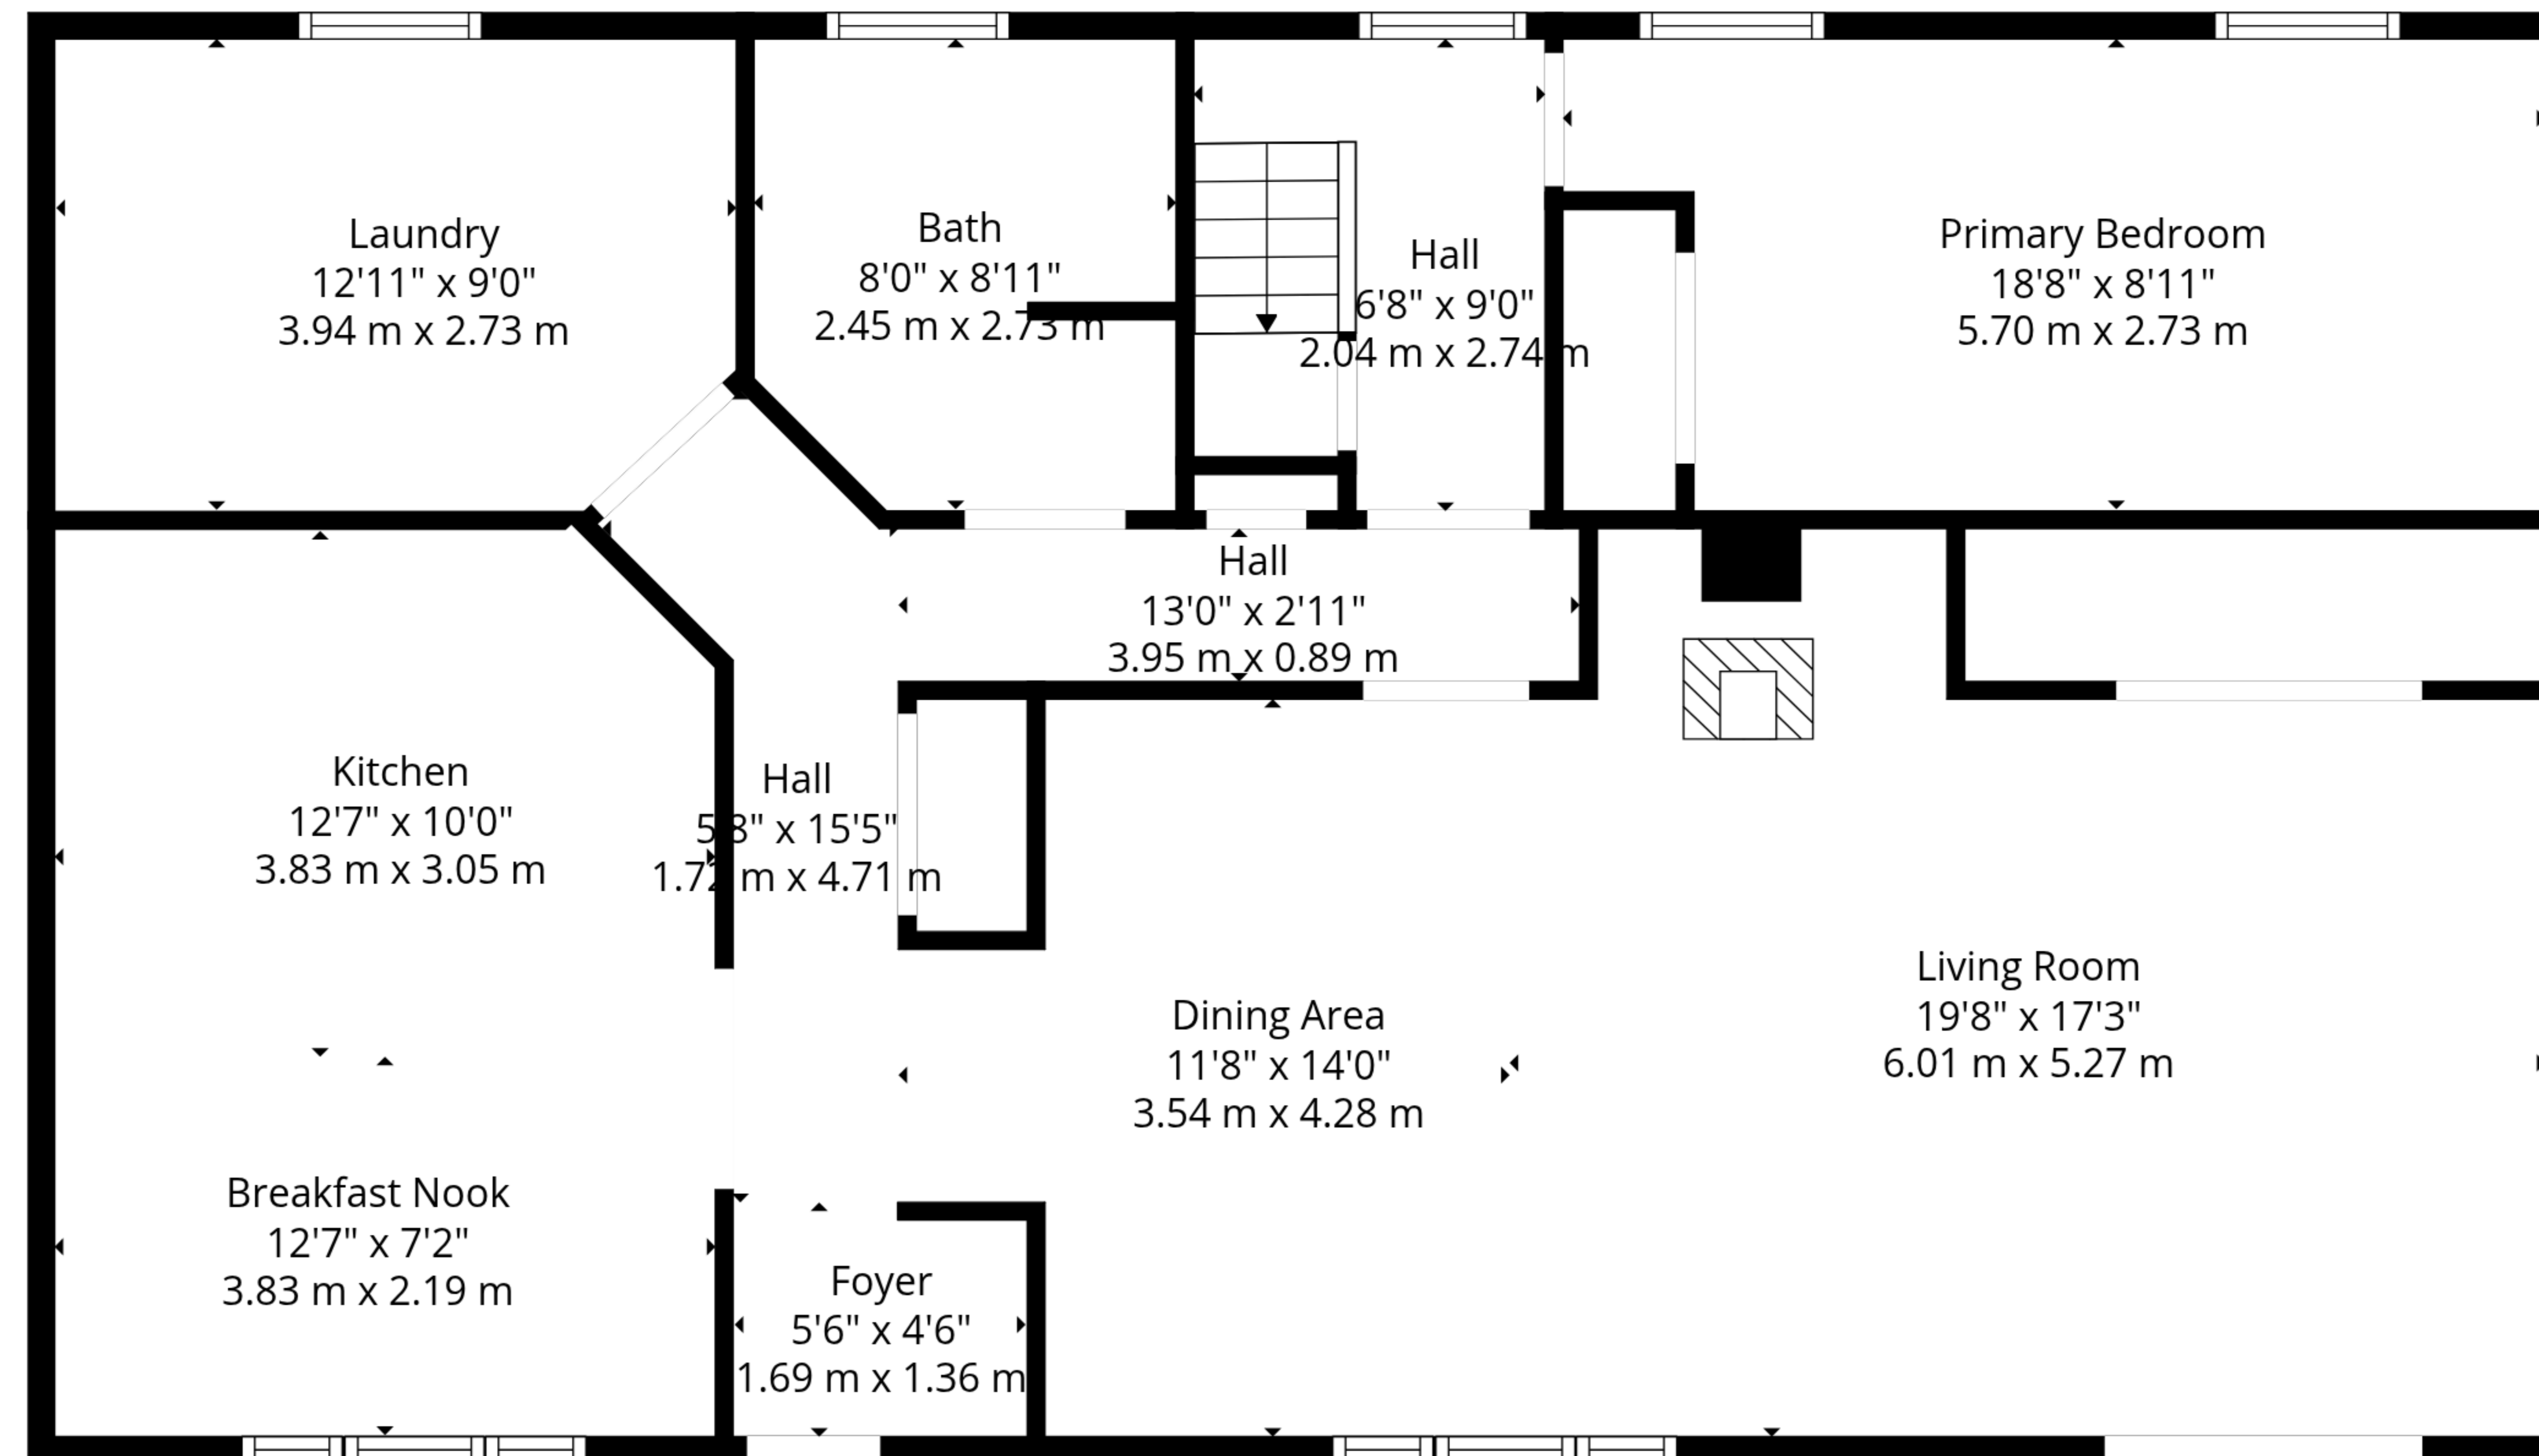 Laundry
12'11" x 9'0"
3.94 m x 2.73 m
Bath
8'0" x 8'11"
2.45 m x 2.73 m
Hall
6'8" x 9'0"
2.04 m x 2.74 m
Primary Bedroom
18'8" x 8'11"
5.70 m x 2.73 m
Hall
13'0" x 2'11"
3.95 m x 0.89 m
Kitchen
12'7" x 10'0"
3.83 m x 3.05 m
Hall
5'8" x 15'5"
1.72 m x 4.71 m
Living Room
19'8" x 17'3"
6.01 m x 5.27 m
Dining Area
11'8" x 14'0"
3.54 m x 4.28 m
Breakfast Nook
12'7" x 7'2"
3.83 m x 2.19 m
Foyer
5'6" x 4'6"
1.69 m x 1.36 m